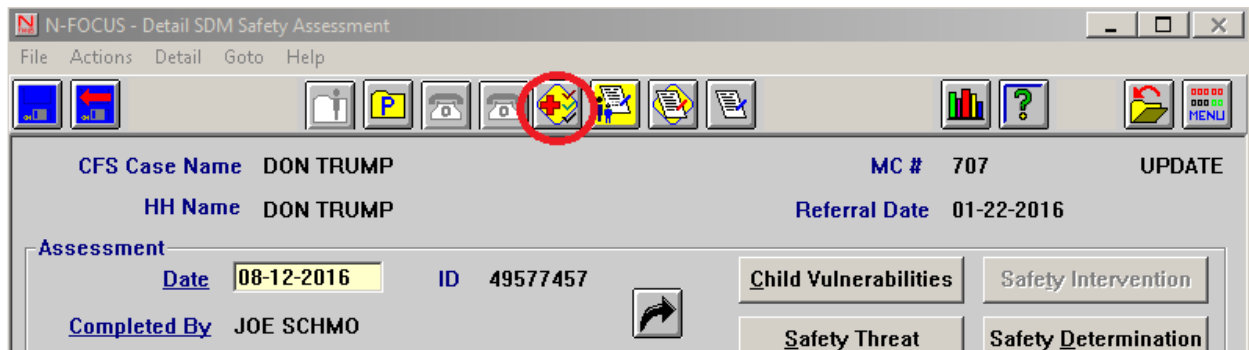 N-FOCUS - Detail SDM Safety Assessment
File Actions Detail Goto Help
P
?
MENU
CFS Case Name DON TRUMP MC # 707 UPDATE
HH Name DON TRUMP Referral Date 01-22-2016
Assessment
Date 08-12-2016 ID 49577457 Child Vulnerabilities Safety Intervention
Completed By JOE SCHMO Safety Threat Safety Determination